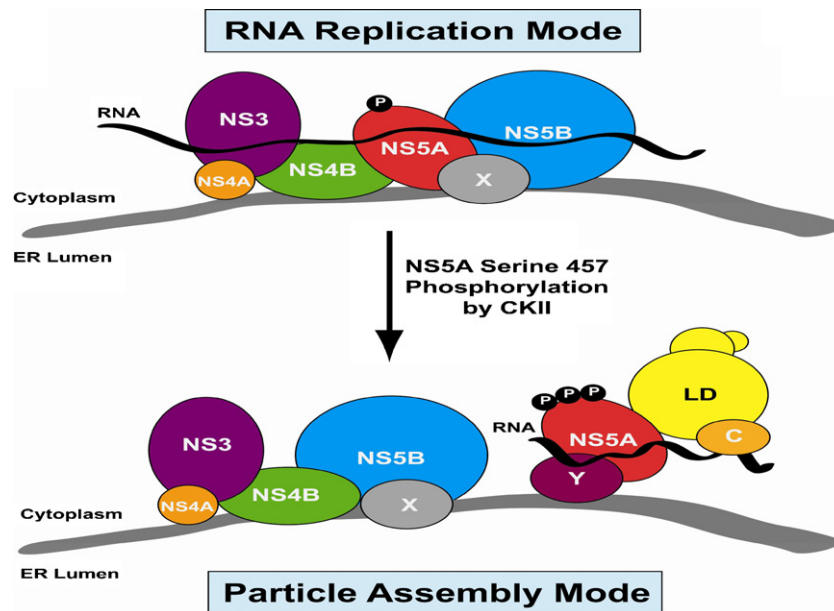 RNA Replication Mode
P
RNA
NS3
NS5B
NS5A
NS4B
NS4A
X
Cytoplasm
ER Lumen
NS5A Serine 457
Phosphorylation
by CKII
LD
P P P
RNA
NS5A
C
NS3
NS5B
Y
NS4B
NS4A
X
Cytoplasm
ER Lumen
Particle Assembly Mode